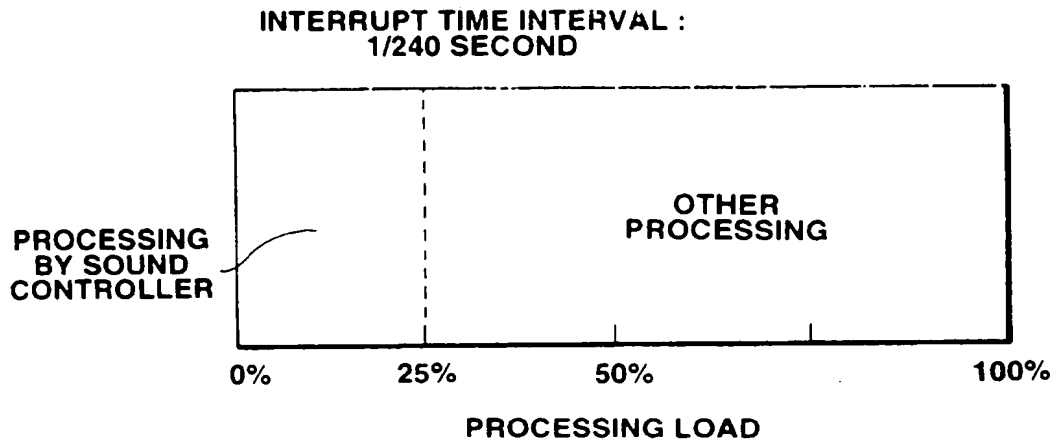 INTERRUPT TIME INTERVAL :
1/240 SECOND
OTHER
PROCESSING
PROCESSING
BY SOUND
CONTROLLER
0% 25% 50% 100%
PROCESSING LOAD